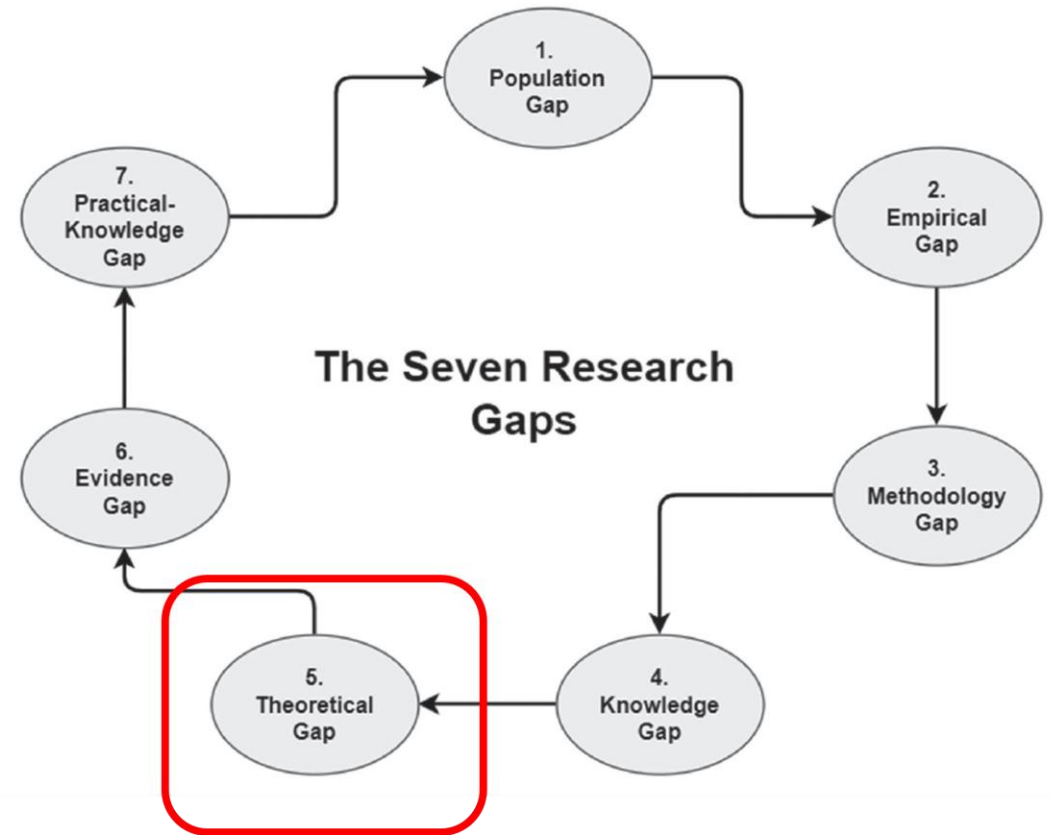 1.
Population
Gap
2.
Empirical
Gap
3.
Methodology
Gap
4.
Knowledge
Gap
5.
Theoretical
Gap
6.
Evidence
Gap
7.
Practical-
Knowledge
Gap
The Seven Research
Gaps